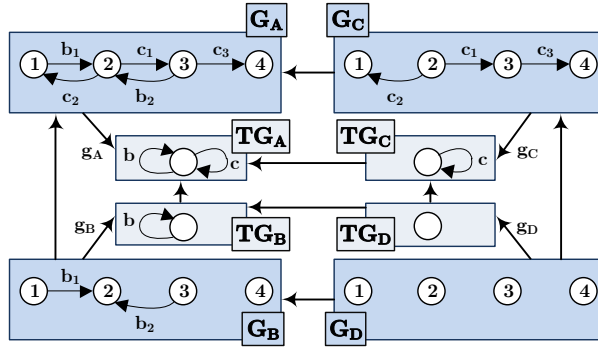 G_A G_C
b_1 c_1 c_3 c_1 c_3
1 2 3 4 1 2 3 4
c_2 b_2 c_2
TG_A TG_C
g_A b c c g_C
g_B b g_D
TG_B TG_D
b_1
1 2 3 4 1 2 3 4
b_2
G_B G_D